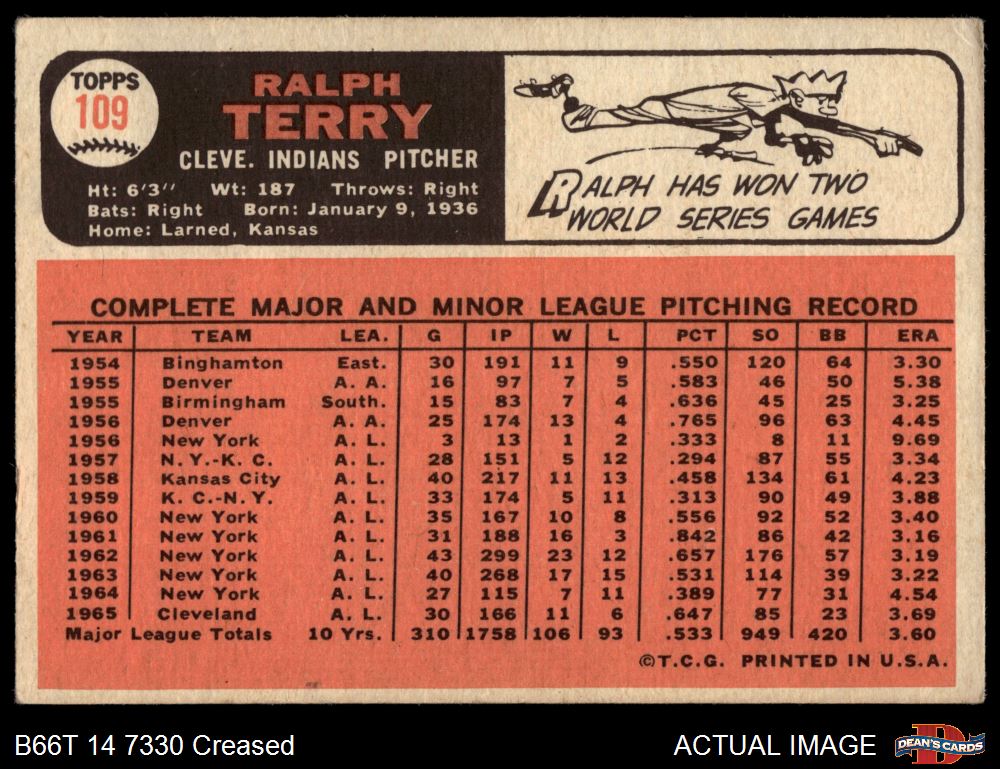 TOPPS
109
RALPH
TERRY
CLEVE. INDIANS PITCHER
Ht: 6'3" Wt: 187 Throws: Right
Bats: Right Born: January 9, 1936
Home: Larned, Kansas
RALPH HAS WON TWO
WORLD SERIES GAMES
COMPLETE MAJOR AND MINOR LEAGUE PITCHING RECORD
YEAR TEAM LEA. G IP W L PCT SO BB ERA
1954 Binghamton East. 30 191 11 9 .550 120 64 3.30
1955 Denver A. A. 16 97 7 5 .583 46 50 5.38
1955 Birmingham South. 15 83 7 4 .636 45 25 3.25
1956 Denver A. A. 25 174 13 4 .765 96 63 4.45
1956 New York A. L. 3 13 1 2 .333 8 11 9.69
1957 N. Y.-K. C. A. L. 28 151 5 12 .294 87 55 3.34
1958 Kansas City A. L. 40 217 11 13 .458 134 61 4.23
1959 K. C.-N. Y. A. L. 33 174 5 11 .313 90 49 3.88
1960 New York A. L. 35 167 10 8 .556 92 52 3.40
1961 New York A. L. 31 188 16 3 .842 86 42 3.16
1962 New York A. L. 43 299 23 12 .657 176 57 3.19
1963 New York A. L. 40 268 17 15 .531 114 39 3.22
1964 New York A. L. 27 115 7 11 .389 77 31 4.54
1965 Cleveland A. L. 30 166 11 6 .647 85 23 3.69
Major League Totals 10 Yrs. 310 1758 106 93 .533 949 420 3.60
©T.C.G. PRINTED IN U.S.A.
B66T 14 7330 Creased
ACTUAL IMAGE
D
DEAN'S CARDS